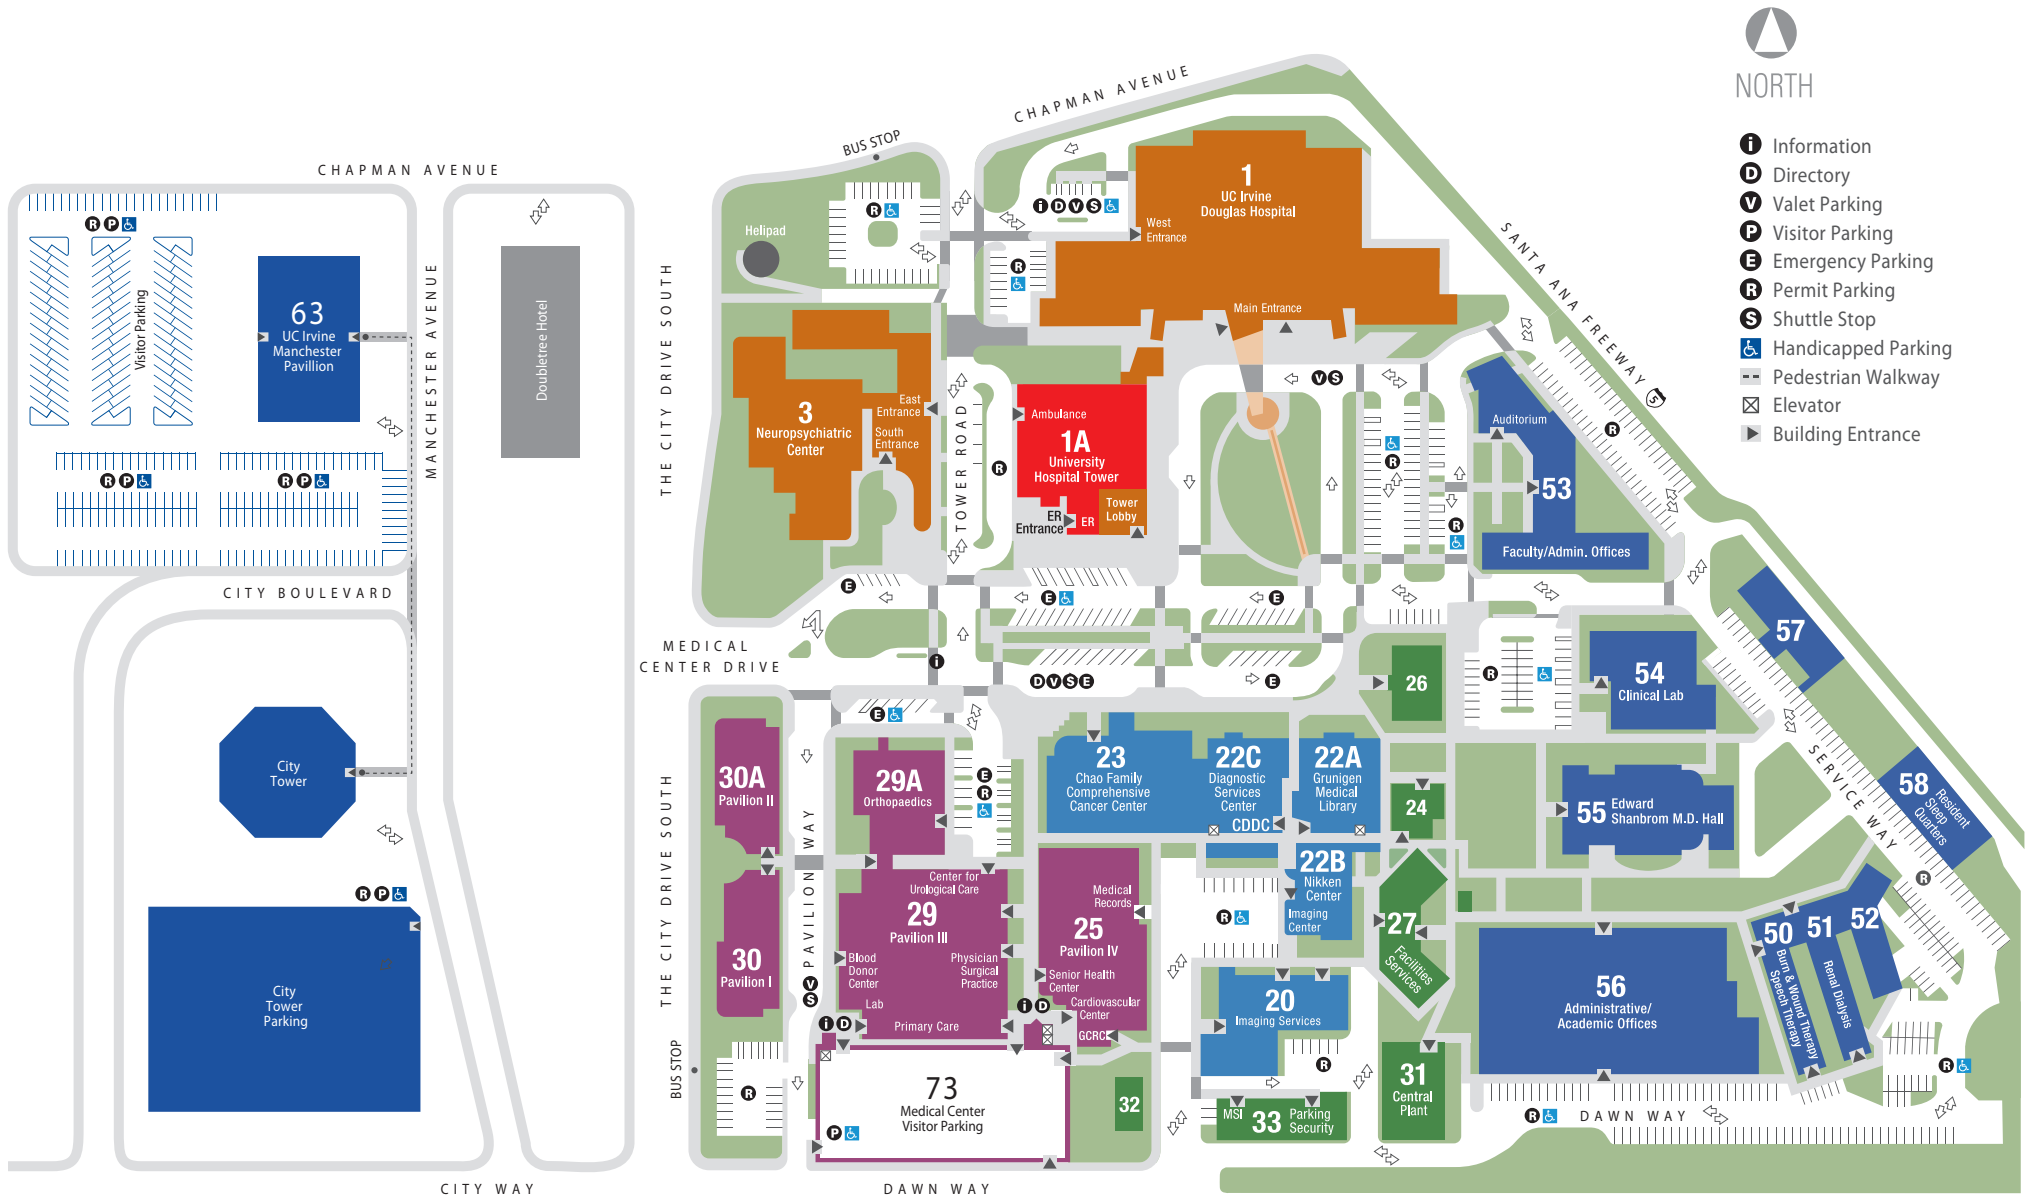 NORTH
i Information
D Directory
V Valet Parking
P Visitor Parking
E Emergency Parking
R Permit Parking
S Shuttle Stop
Handicapped Parking
Pedestrian Walkway
Elevator
Building Entrance
CHAPMAN AVENUE
BUS STOP
CHAPMAN AVENUE
SANTA ANA FREEWAY
5
R P
Visitor Parking
63
UC Irvine
Manchester
Pavillion
R P
R P
MANCHESTER AVENUE
Doubletree Hotel
CITY BOULEVARD
City
Tower
R P
City
Tower
Parking
CITY WAY
THE CITY DRIVE SOUTH
Helipad
R
i D V S
R
1
UC Irvine
Douglas Hospital
West
Entrance
Main Entrance
V S
3
Neuropsychiatric
Center
East
Entrance
South
Entrance
TOWER ROAD
R
Ambulance
1A
University
Hospital Tower
ER
Entrance
ER
Tower
Lobby
R
R
R
Auditorium
53
Faculty/Admin. Offices
E
E
E
MEDICAL
CENTER DRIVE
i
D V S E
E
E
26
R
54
Clinical Lab
57
SERVICE WAY
58
Resident
Sleep
Quarters
R
THE CITY DRIVE SOUTH
BUS STOP
30A
Pavilion II
30
Pavilion I
PAVILION WAY
V S
29A
Orthopaedics
E
R
Center for
Urological Care
29
Pavilion III
Blood
Donor
Center
Physician
Surgical
Practice
Lab
Primary Care
i D
i D
23
Chao Family
Comprehensive
Cancer Center
22C
Diagnostic
Services
Center
CDDC
22A
Grunigen
Medical
Library
22B
Nikken
Center
Imaging
Center
24
Medical
Records
25
Pavilion IV
Senior Health
Center
Cardiovascular
Center
GCRC
R
27
Facilities
Services
20
Imaging Services
R
55
Edward
Shanbrom M.D. Hall
56
Administrative/
Academic Offices
50
Burn & Wound Therapy
Speech Therapy
51
Renal Dialysis
52
R
R
73
Medical Center
Visitor Parking
P
32
MSI
33
Parking
Security
31
Central
Plant
R
DAWN WAY
DAWN WAY